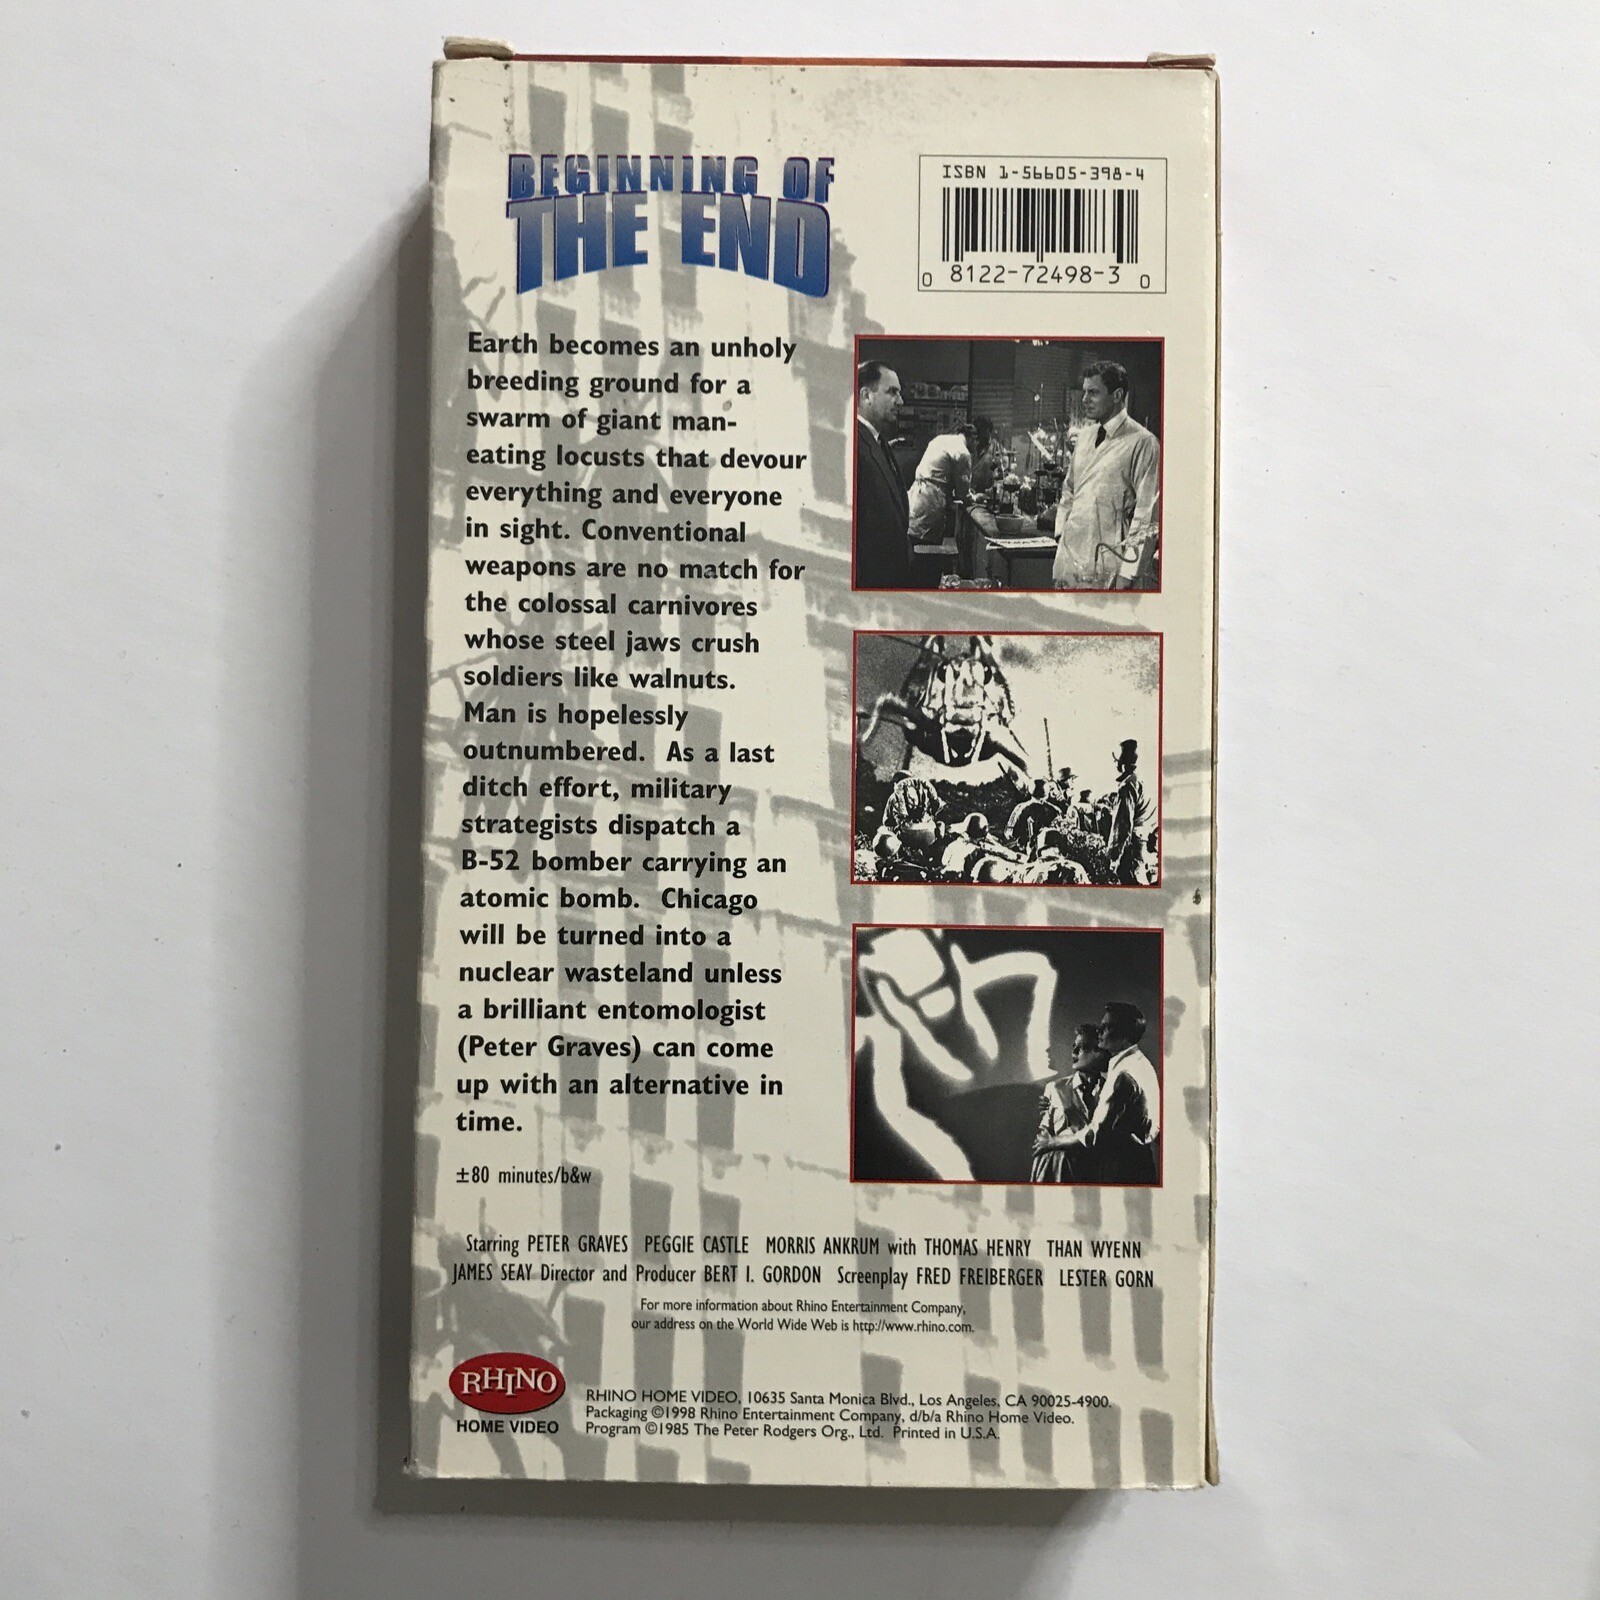 BEGINNING OF
THE END
ISBN 1-56605-398-4
0 8122-72498-3 0
Earth becomes an unholy
breeding ground for a
swarm of giant man-
eating locusts that devour
everything and everyone
in sight. Conventional
weapons are no match for
the colossal carnivores
whose steel jaws crush
soldiers like walnuts.
Man is hopelessly
outnumbered. As a last
ditch effort, military
strategists dispatch a
B-52 bomber carrying an
atomic bomb. Chicago
will be turned into a
nuclear wasteland unless
a brilliant entomologist
(Peter Graves) can come
up with an alternative in
time.
±80 minutes/b&w
Starring PETER GRAVES PEGGIE CASTLE MORRIS ANKRUM with THOMAS HENRY THAN WYENN
JAMES SEAY Director and Producer BERT I. GORDON Screenplay FRED FREIBERGER LESTER GORN
For more information about Rhino Entertainment Company,
our address on the World Wide Web is http://www.rhino.com.
RHINO
HOME VIDEO
RHINO HOME VIDEO, 10635 Santa Monica Blvd., Los Angeles, CA 90025-4900.
Packaging ©1998 Rhino Entertainment Company, d/b/a Rhino Home Video.
Program ©1985 The Peter Rodgers Org., Ltd. Printed in U.S.A.